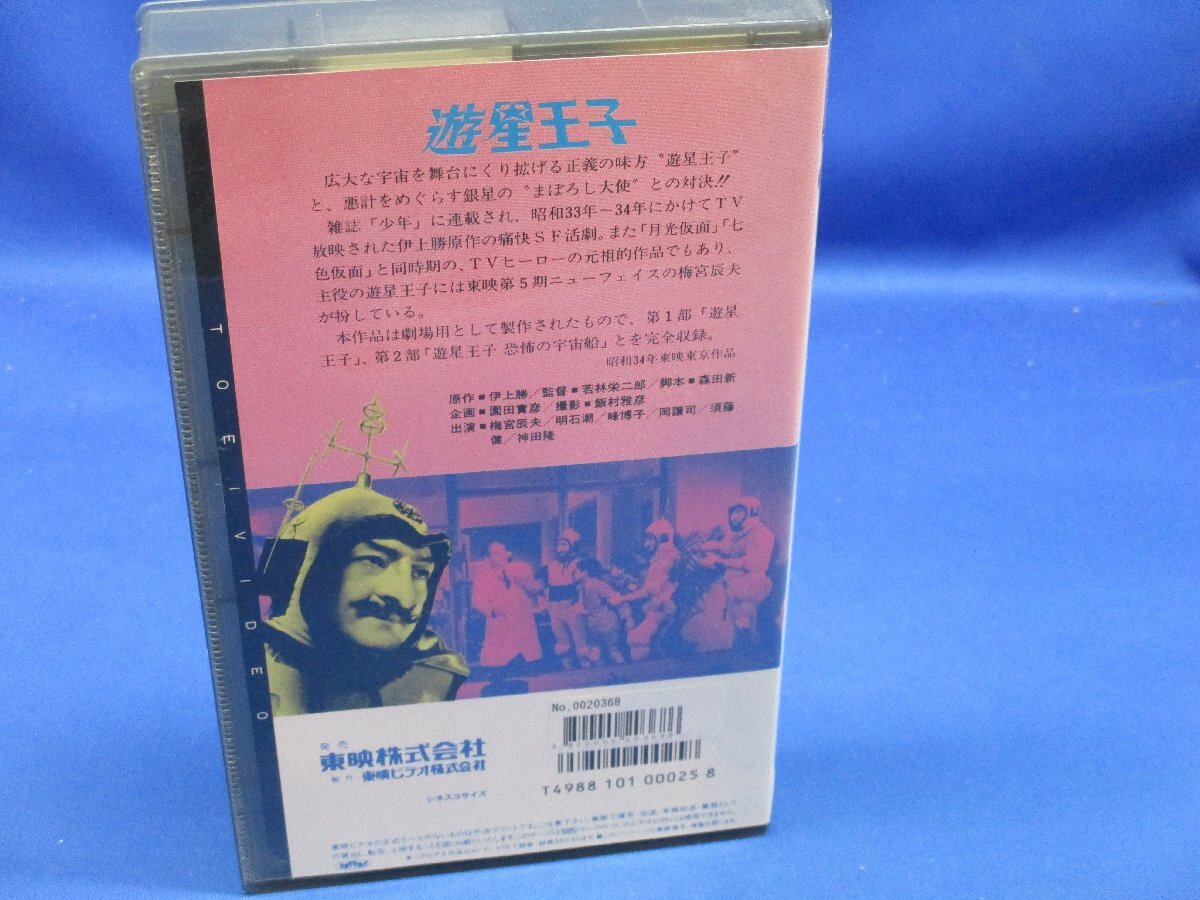 遊星王子
広大な宇宙を舞台にくり拡げる正義の味方〝遊星王子〟
と、悪計をめぐらす銀星の〝まぼろし大使〟との対決!!
雑誌「少年」に連載され、昭和33年~34年にかけてTV
放映された伊上勝原作の痛快SF活劇。また「月光仮面」「七
色仮面」と同時期の、TVヒーローの元祖的作品でもあり、
主役の遊星王子には東映第5期ニューフェイスの梅宮辰夫
が扮している。
本作品は劇場用として製作されたもので、第1部「遊星
王子」、第2部「遊星王子 恐怖の宇宙船」とを完全収録。
昭和34年東映東京作品
原作■伊上勝/監督■若林栄二郎/脚本■森田新
企画■園田實彦/撮影■飯村雅彦
出演■梅宮辰夫/明石潮/峰博子/岡譲司/須藤
健/神田隆
TOEI VIDEO
No.0020368
発売
東映株式会社
製作 東映ビデオ株式会社
T4988 101 00025 8
シネスコサイズ